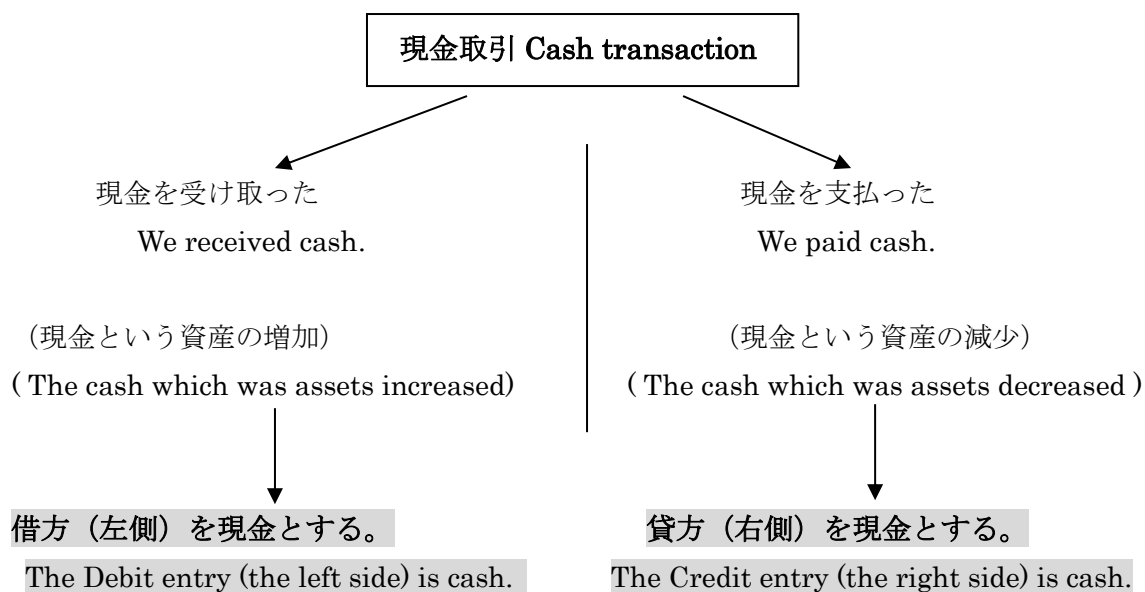 現金取引 Cash transaction
現金を受け取った
We received cash.
（現金という資産の増加）
( The cash which was assets increased)
借方（左側）を現金とする。
The Debit entry (the left side) is cash.
現金を支払った
We paid cash.
（現金という資産の減少）
( The cash which was assets decreased )
貸方（右側）を現金とする。
The Credit entry (the right side) is cash.